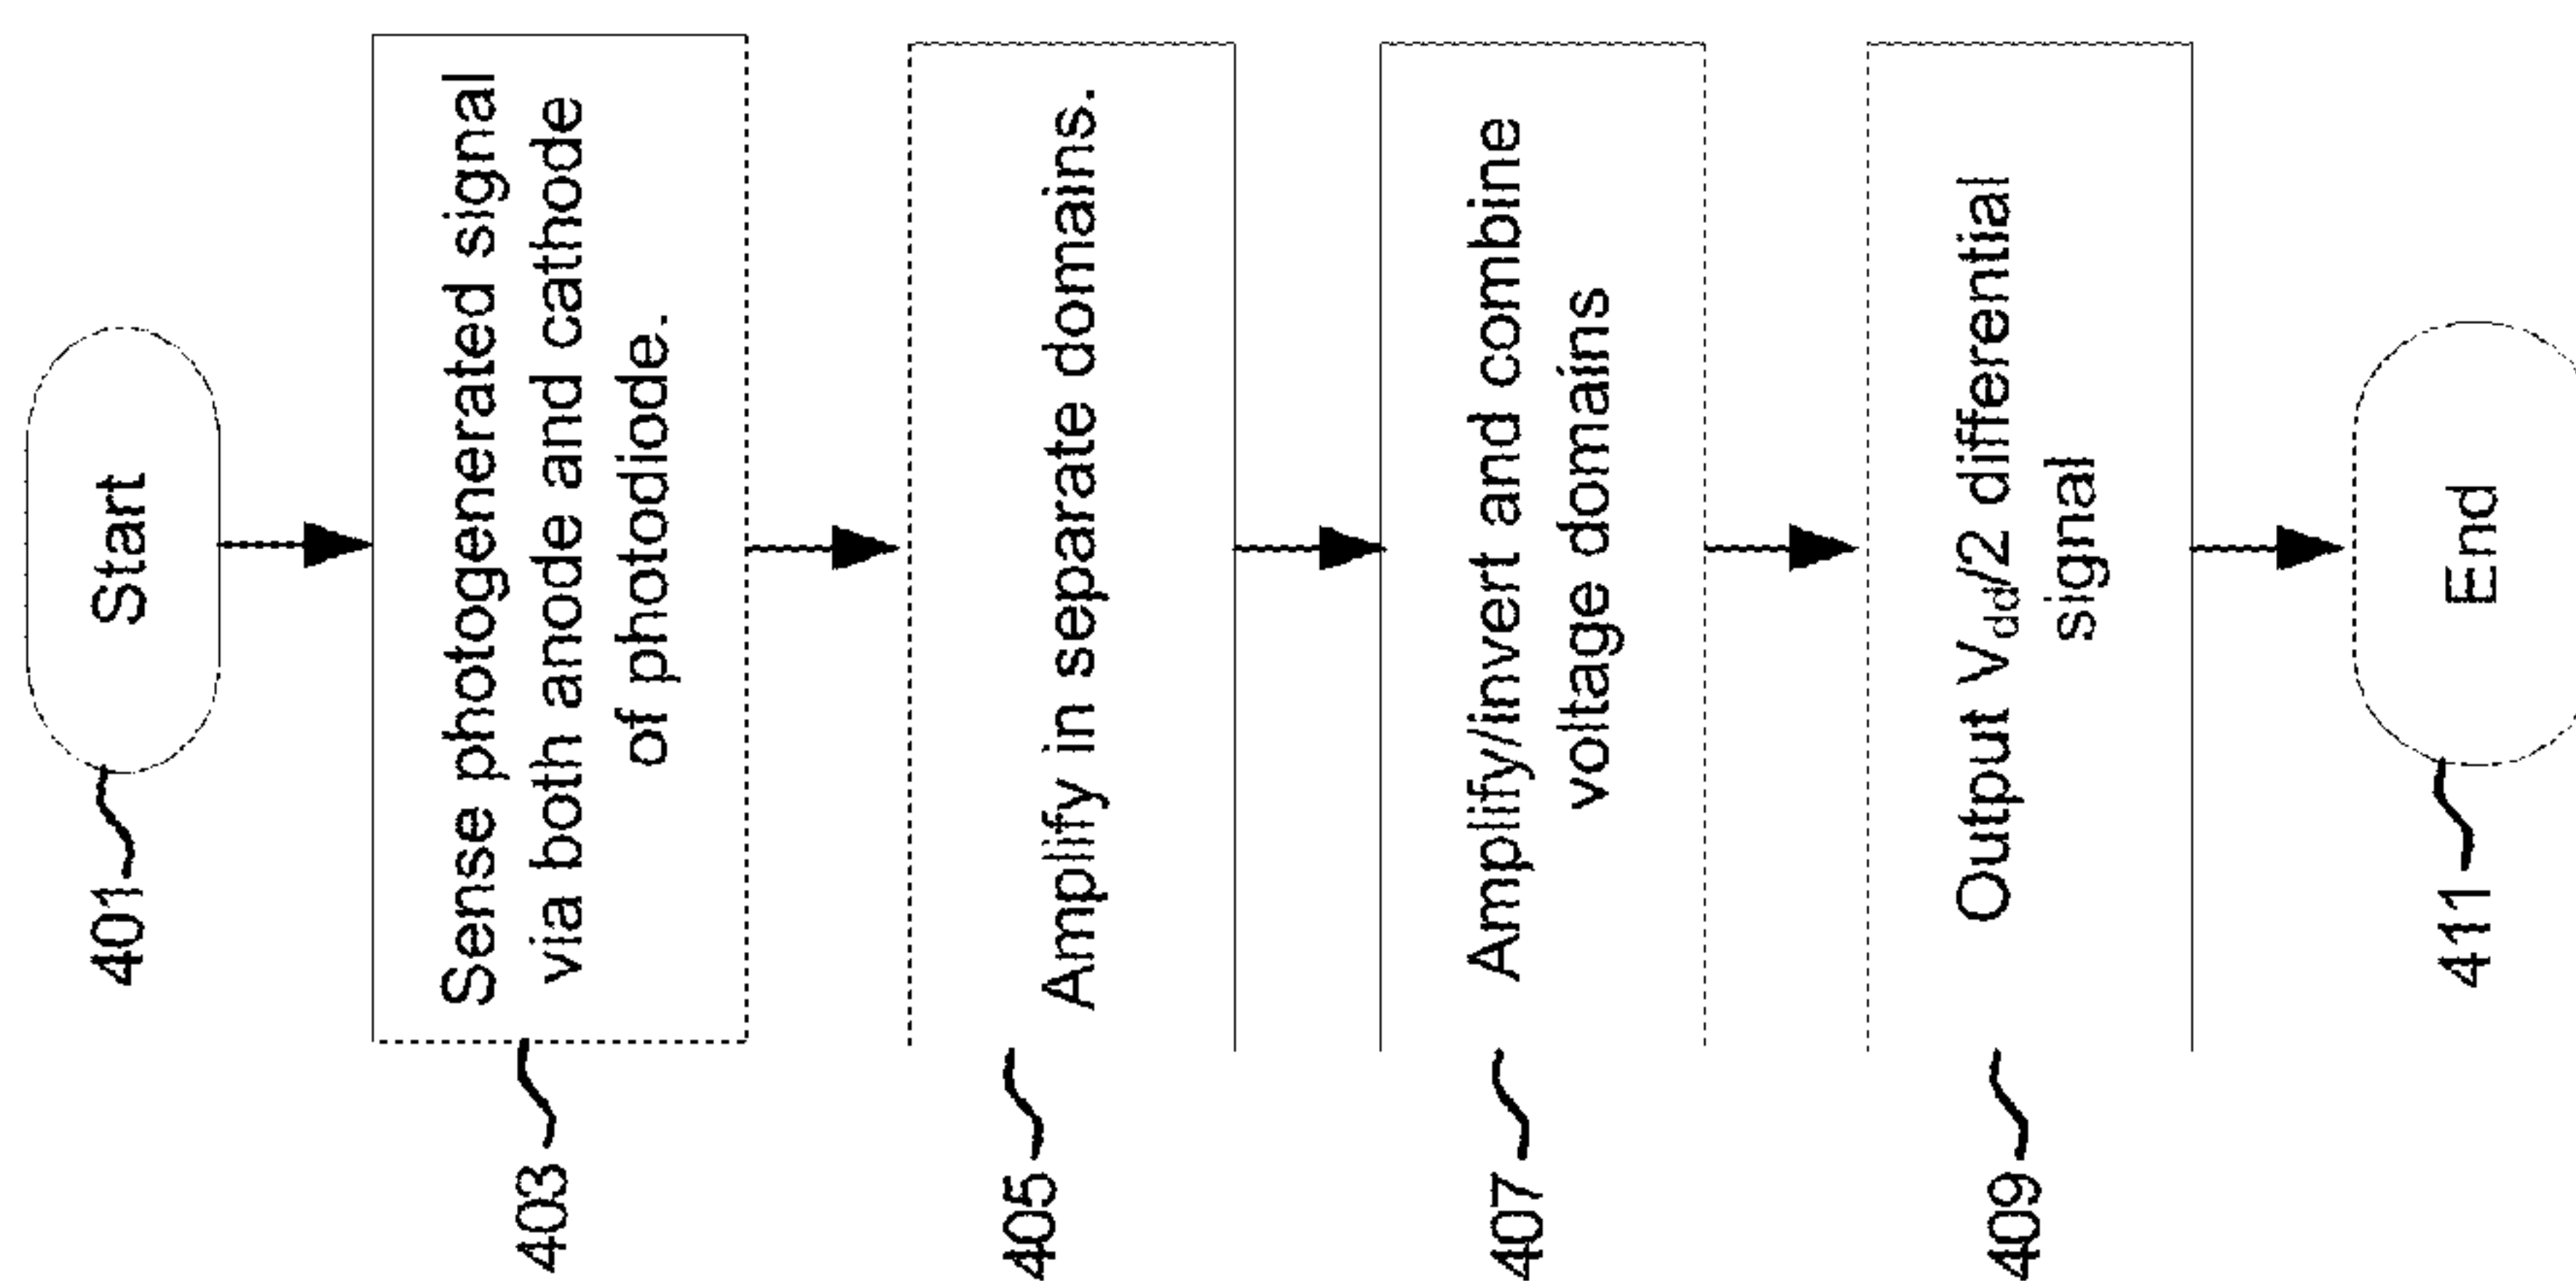 401
Start
403
Sense photogenerated signal
via both anode and cathode
of photodiode.
405
Amplify in separate domains.
407
Amplify/invert and combine
voltage domains
409
Output Vdd/2 differential
signal
411
End